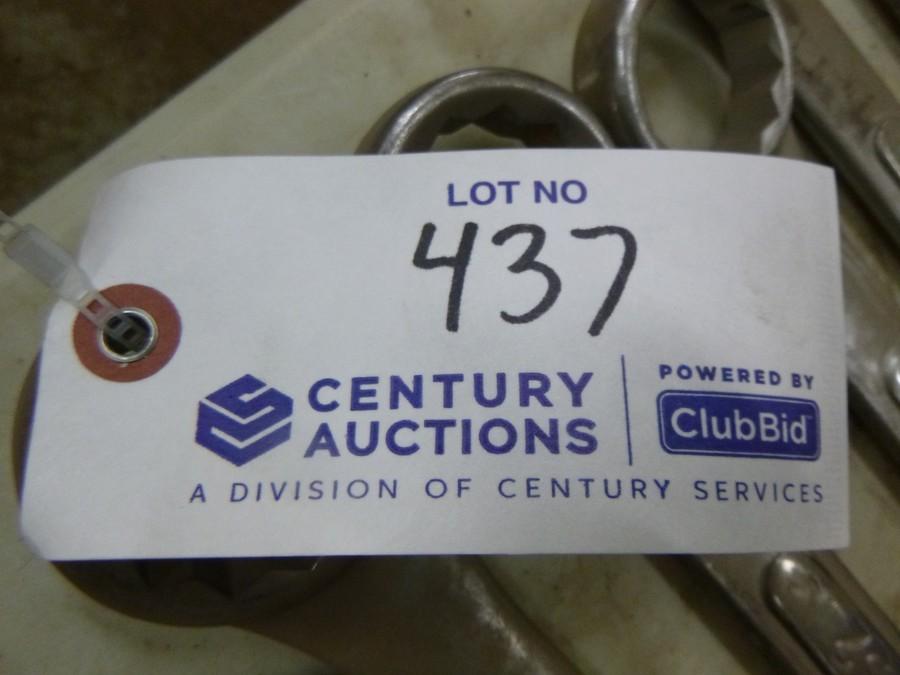 LOT NO
437
CENTURY AUCTIONS
POWERED BY
ClubBid
A DIVISION OF CENTURY SERVICES